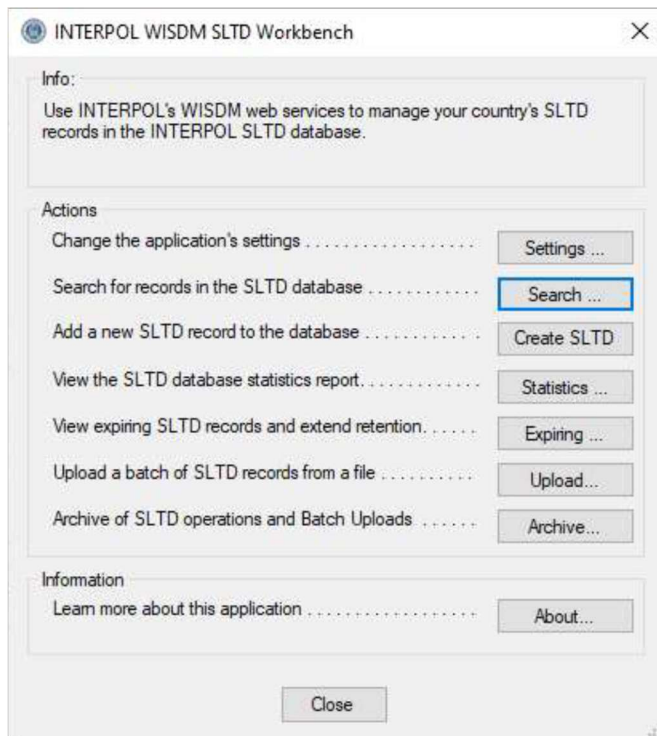 INTERPOL WISDM SLTD Workbench
Info:
Use INTERPOL's WISDM web services to manage your country's SLTD
records in the INTERPOL SLTD database.
Actions
Change the application's settings . . . . . . . . . . . . . . . . . . Settings ...
Search for records in the SLTD database . . . . . . . . . . . . Search ...
Add a new SLTD record to the database . . . . . . . . . . . . Create SLTD
View the SLTD database statistics report. . . . . . . . . . . . . Statistics ...
View expiring SLTD records and extend retention. . . . . . Expiring ...
Upload a batch of SLTD records from a file . . . . . . . . . . Upload...
Archive of SLTD operations and Batch Uploads . . . . . . Archive...
Information
Learn more about this application . . . . . . . . . . . . . . . . . . About...
Close